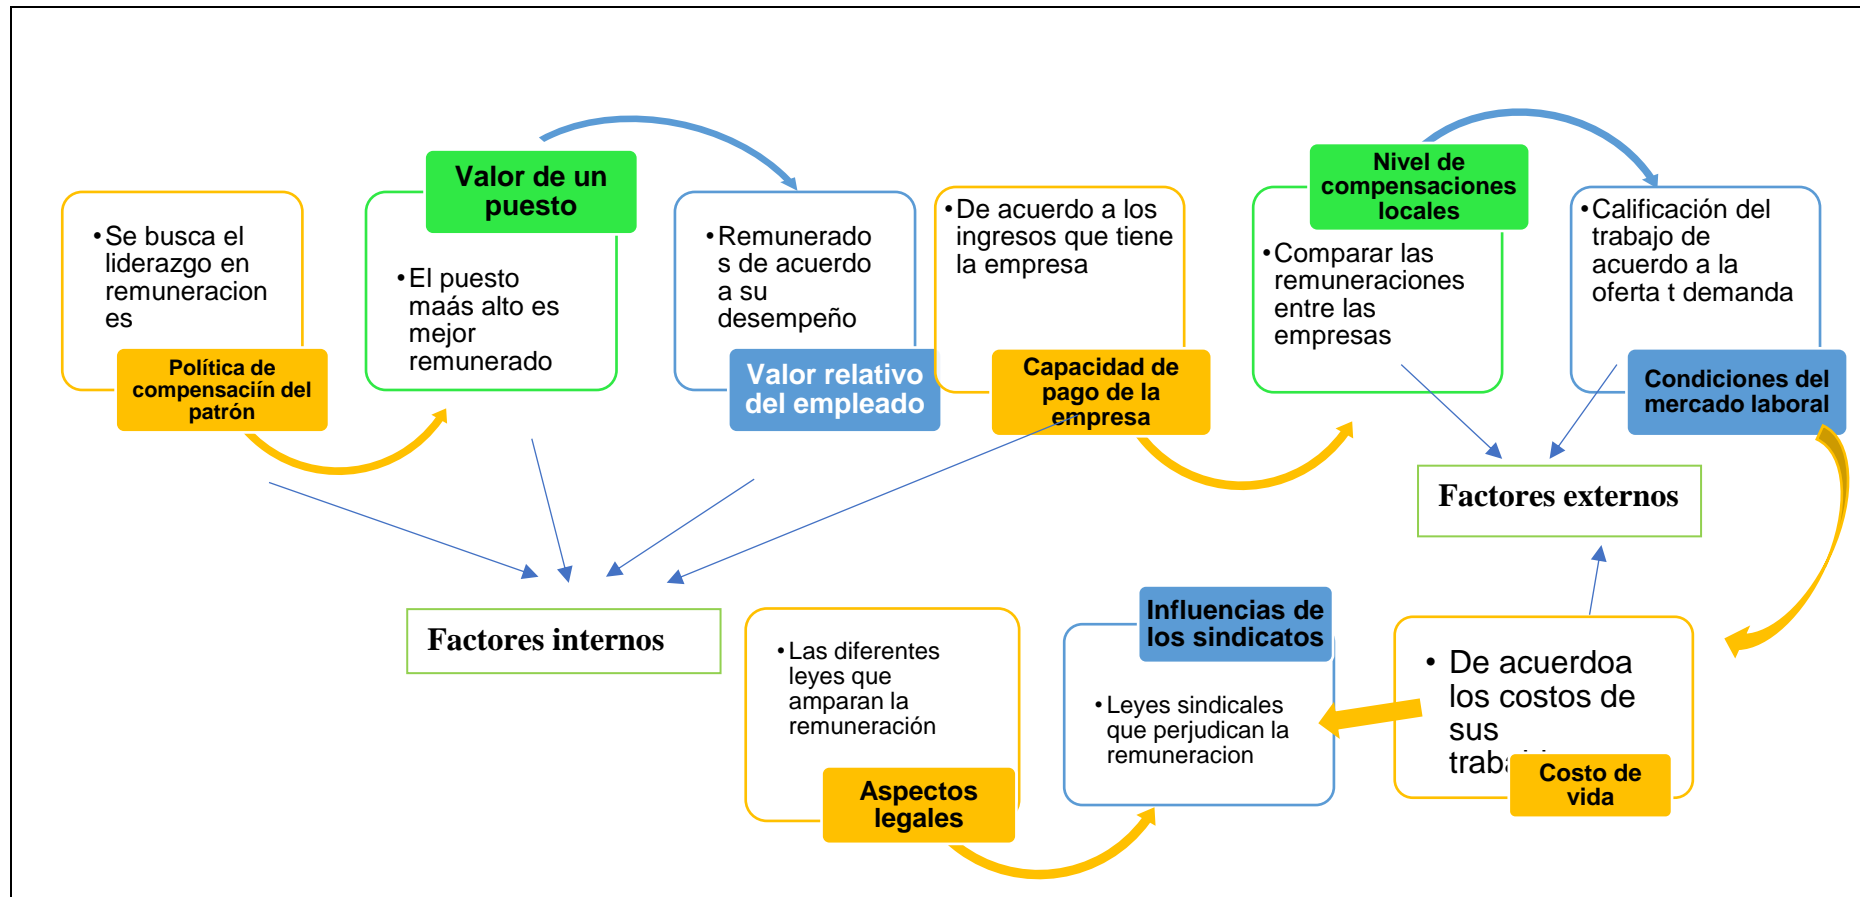 •Se busca el
liderazgo en
remuneracion
es
Política de
compensaciín del
patrón
Valor de un
puesto
•El puesto
maás alto es
mejor
remunerado
•Remunerado
s de acuerdo
a su
desempeño
Valor relativo
del empleado
•De acuerdo a los
ingresos que tiene
la empresa
Capacidad de
pago de la
empresa
Nivel de
compensaciones
locales
•Comparar las
remuneraciones
entre las
empresas
•Calificación del
trabajo de
acuerdo a la
oferta t demanda
Condiciones del
mercado laboral
Factores externos
Factores internos
•Las diferentes
leyes que
amparan la
remuneración
Aspectos
legales
Influencias de
los sindicatos
•Leyes sindicales
que perjudican la
remuneracion
• De acuerdoa
los costos de
sus
Costo de
vida